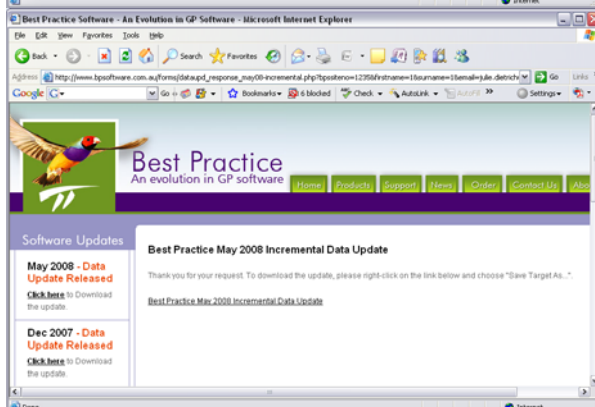 Internet
Best Practice Software - An Evolution in GP Software - Microsoft Internet Explorer
File Edit View Favorites Tools Help
Back Search Favorites
Address http://www.bpsoftware.com.au/forms/dataupd_response_may08-incremental.php?bpssiteno=1235&firstname=1&surname=1&email=julie.dietrich Go Links
Google G Go Bookmarks 6 blocked Check AutoLink AutoFill Settings
Best Practice
An evolution in GP software
Home Products Support News Order Contact Us Abo
Software Updates
Best Practice May 2008 Incremental Data Update
May 2008 - Data
Update Released
Thank you for your request. To download the update, please right-click on the link below and choose "Save Target As...".
Click here to Download
the update.
Best Practice May 2008 Incremental Data Update
Dec 2007 - Data
Update Released
Click here to Download
the update.
Done Internet